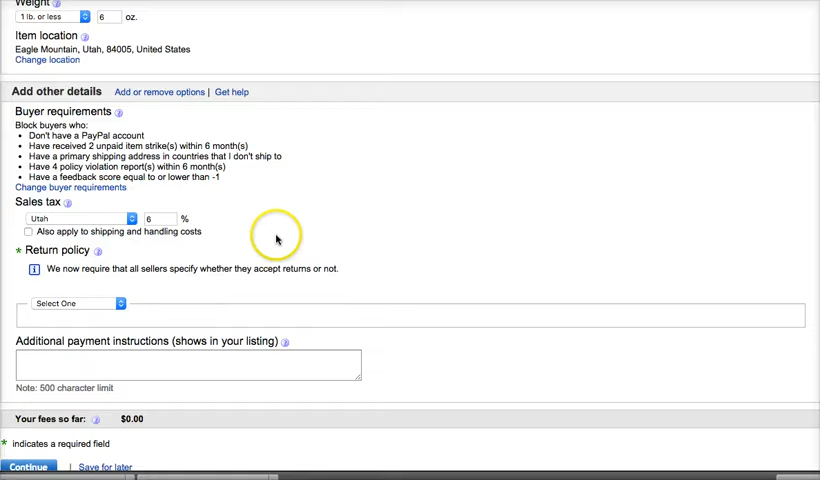 Weight
1 lb. or less 6 oz.
Item location
Eagle Mountain, Utah, 84005, United States
Change location
Add other details Add or remove options | Get help
Buyer requirements
Block buyers who:
• Don't have a PayPal account
• Have received 2 unpaid item strike(s) within 6 month(s)
• Have a primary shipping address in countries that I don't ship to
• Have 4 policy violation report(s) within 6 month(s)
• Have a feedback score equal to or lower than -1
Change buyer requirements
Sales tax
Utah 6 %
Also apply to shipping and handling costs
* Return policy
We now require that all sellers specify whether they accept returns or not.
Select One
Additional payment instructions (shows in your listing)
Note: 500 character limit
Your fees so far: $0.00
* indicates a required field
Continue | Save for later